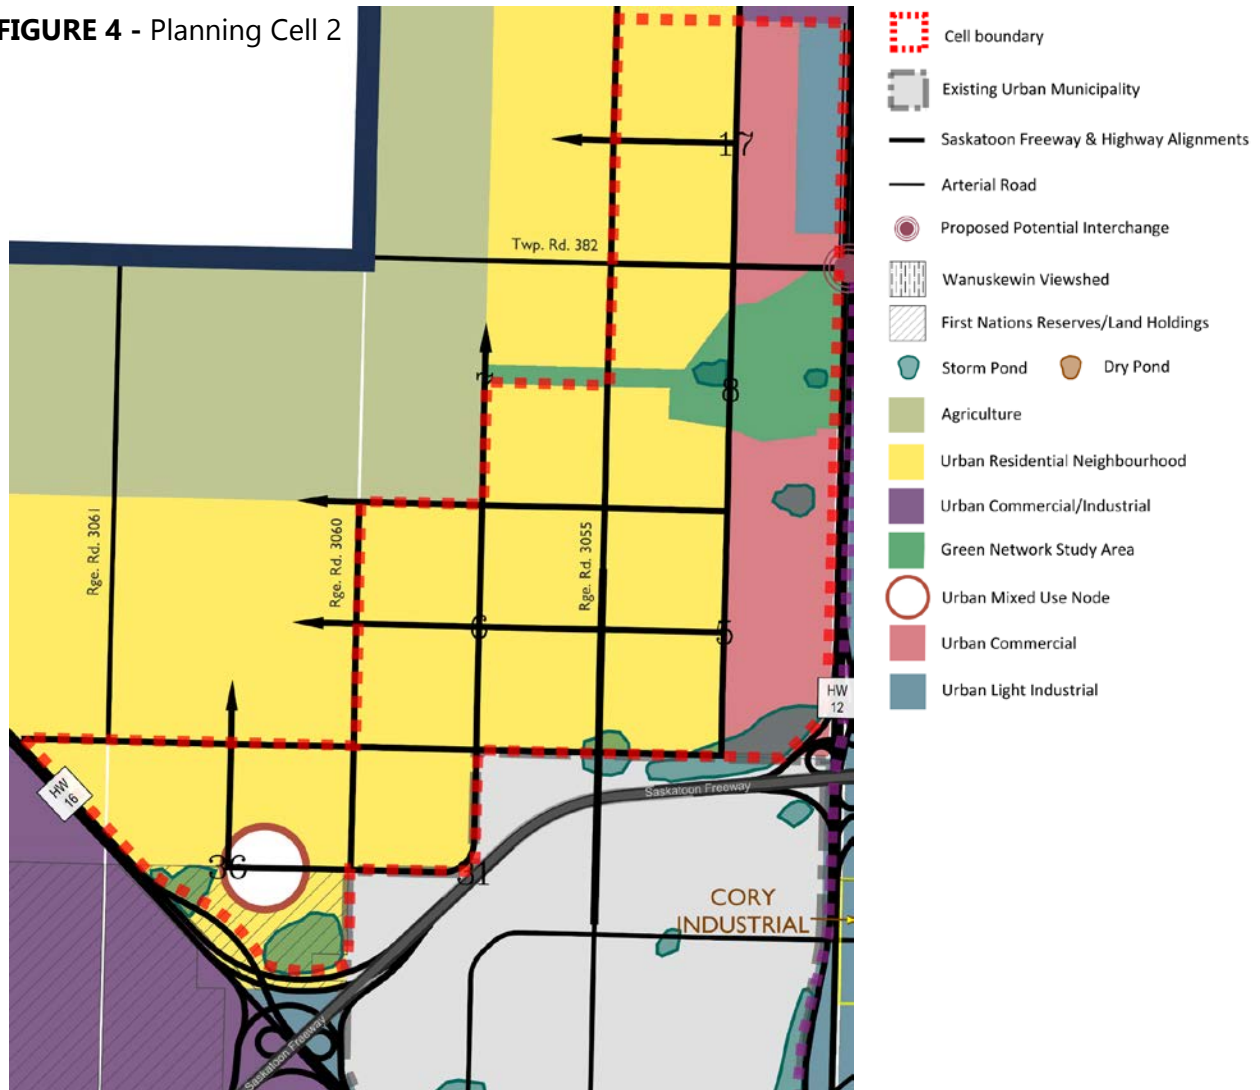 FIGURE 4 - Planning Cell 2
17
Twp. Rd. 382
7
8
Rge. Rd. 3061
Rge. Rd. 3060
Rge. Rd. 3055
6
5
HW
12
HW
16
Saskatoon Freeway
36
31
CORY
INDUSTRIAL
Saskatoon Freeway
Cell boundary
Existing Urban Municipality
Saskatoon Freeway & Highway Alignments
Arterial Road
Proposed Potential Interchange
Wanuskewin Viewshed
First Nations Reserves/Land Holdings
Storm Pond
Dry Pond
Agriculture
Urban Residential Neighbourhood
Urban Commercial/Industrial
Green Network Study Area
Urban Mixed Use Node
Urban Commercial
Urban Light Industrial